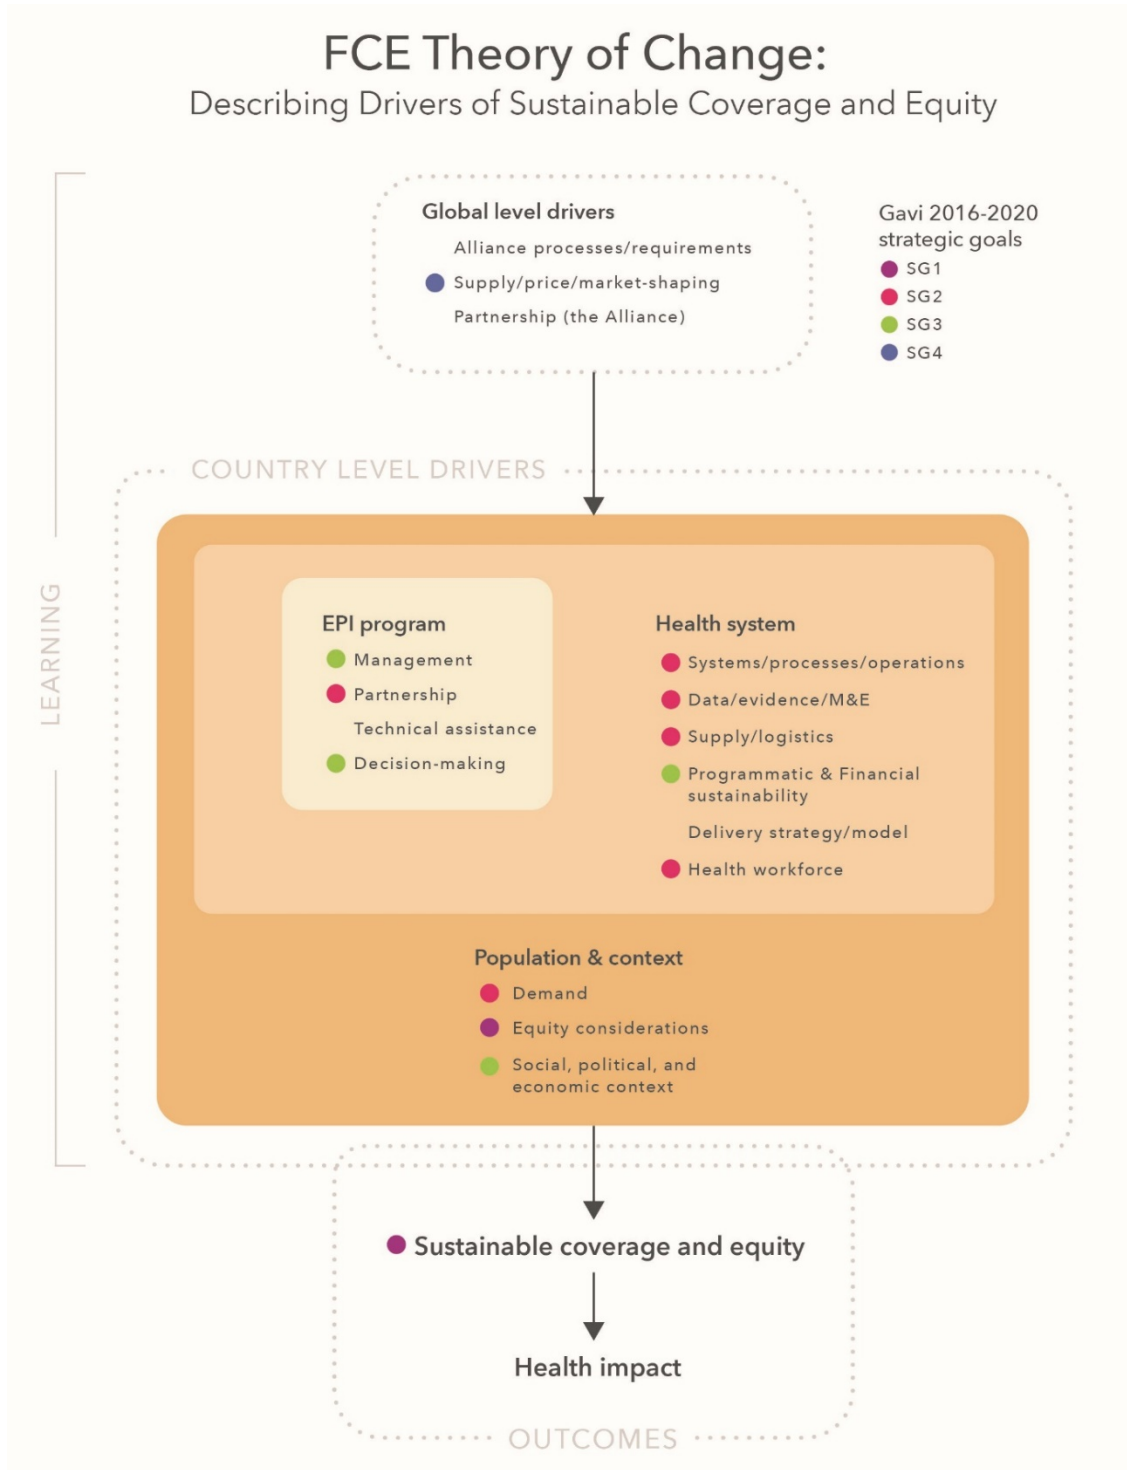 FCE Theory of Change:
Describing Drivers of Sustainable Coverage and Equity
Global level drivers
Alliance processes/requirements
Supply/price/market-shaping
Partnership (the Alliance)
Gavi 2016-2020
strategic goals
SG1
SG2
SG3
SG4
LEARNING
COUNTRY LEVEL DRIVERS
EPI program
Management
Partnership
Technical assistance
Decision-making
Health system
Systems/processes/operations
Data/evidence/M&E
Supply/logistics
Programmatic & Financial
sustainability
Delivery strategy/model
Health workforce
Population & context
Demand
Equity considerations
Social, political, and
economic context
Sustainable coverage and equity
Health impact
OUTCOMES